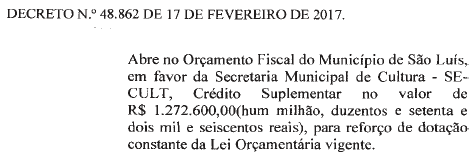 DECRETO N.º 48.862 DE 17 DE FEVEREIRO DE 2017.
Abre no Orçamento Fiscal do Município de São Luís,
em favor da Secretaria Municipal de Cultura - SE-
CULT, Crédito Suplementar no valor de
R$ 1.272.600,00(hum milhão, duzentos e setenta e
dois mil e seiscentos reais), para reforço de dotação
constante da Lei Orçamentária vigente.